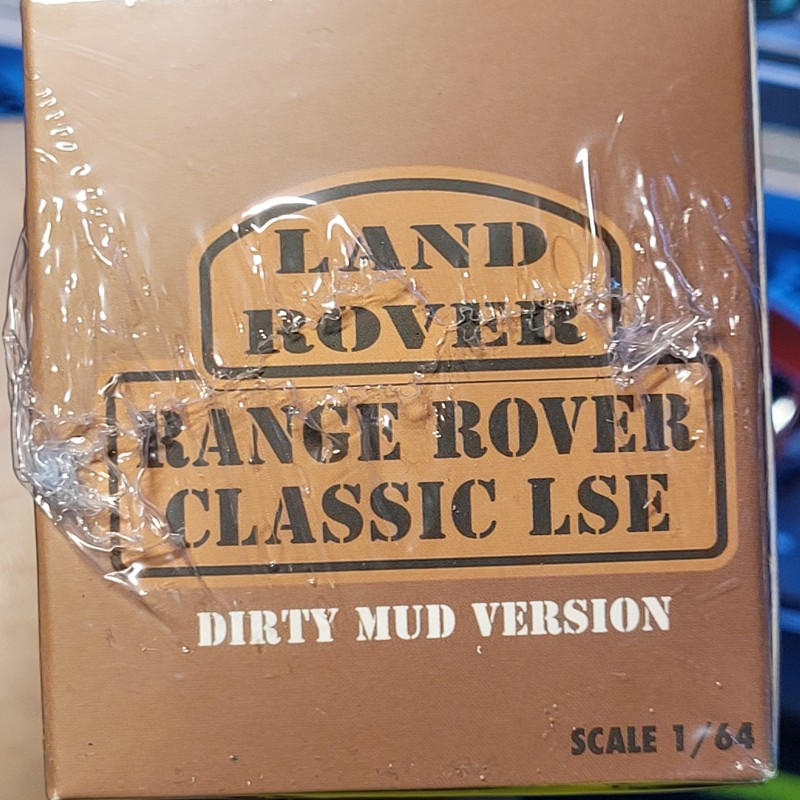 LAND
ROVER
RANGE ROVER
CLASSIC LSE
DIRTY MUD VERSION
SCALE 1/64